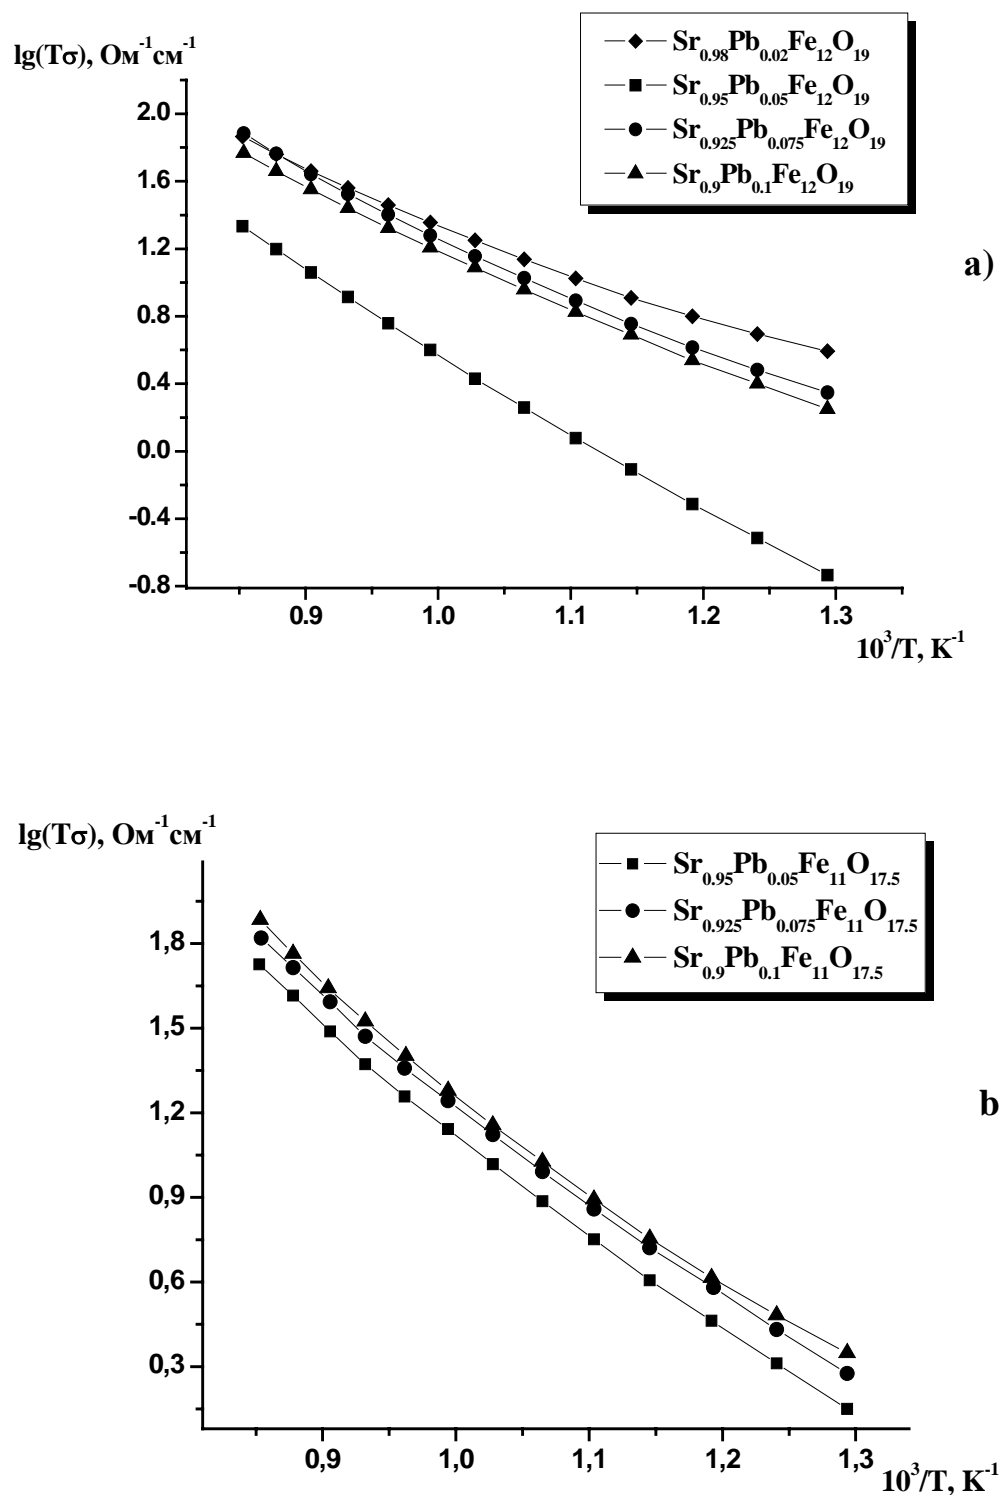 lg(Tσ), Ом⁻¹см⁻¹
Sr₀.₉₈Pb₀.₀₂Fe₁₂O₁₉
Sr₀.₉₅Pb₀.₀₅Fe₁₂O₁₉
Sr₀.₉₂₅Pb₀.₀₇₅Fe₁₂O₁₉
Sr₀.₉Pb₀.₁Fe₁₂O₁₉
2.0
1.6
1.2
0.8
0.4
0.0
-0.4
-0.8
a)
0.9 1.0 1.1 1.2 1.3
10³/T, K⁻¹
lg(Tσ), Ом⁻¹см⁻¹
Sr₀.₉₅Pb₀.₀₅Fe₁₁O₁₇.₅
Sr₀.₉₂₅Pb₀.₀₇₅Fe₁₁O₁₇.₅
Sr₀.₉Pb₀.₁Fe₁₁O₁₇.₅
1,8
1,5
1,2
0,9
0,6
0,3
b
0,9 1,0 1,1 1,2 1,3
10³/T, K⁻¹